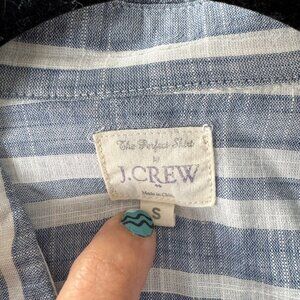 The Perfect Shirt
by
J.CREW
Made in China
S